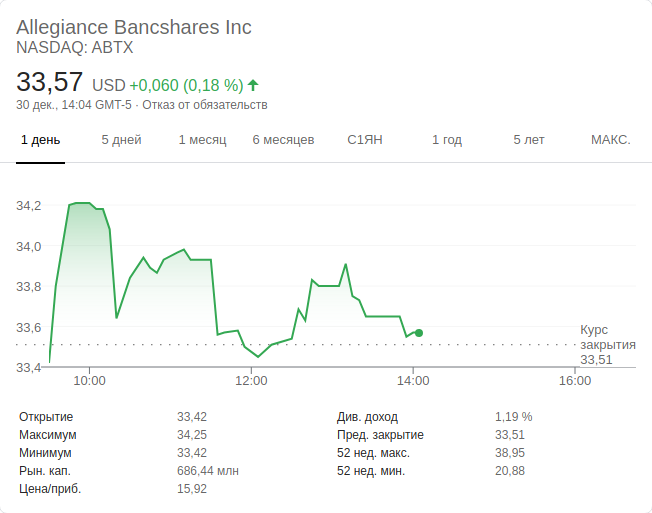 Allegiance Bancshares Inc
NASDAQ: ABTX
33,57 USD +0,060 (0,18 %)
30 дек., 14:04 GMT-5 · Отказ от обязательств
1 день 5 дней 1 месяц 6 месяцев С1ЯН 1 год 5 лет МАКС.
34,2
34,0
33,8
33,6
33,4
Курс
закрытия
33,51
10:00 12:00 14:00 16:00
Открытие 33,42 Див. доход 1,19 %
Максимум 34,25 Пред. закрытие 33,51
Минимум 33,42 52 нед. макс. 38,95
Рын. кап. 686,44 млн 52 нед. мин. 20,88
Цена/приб. 15,92